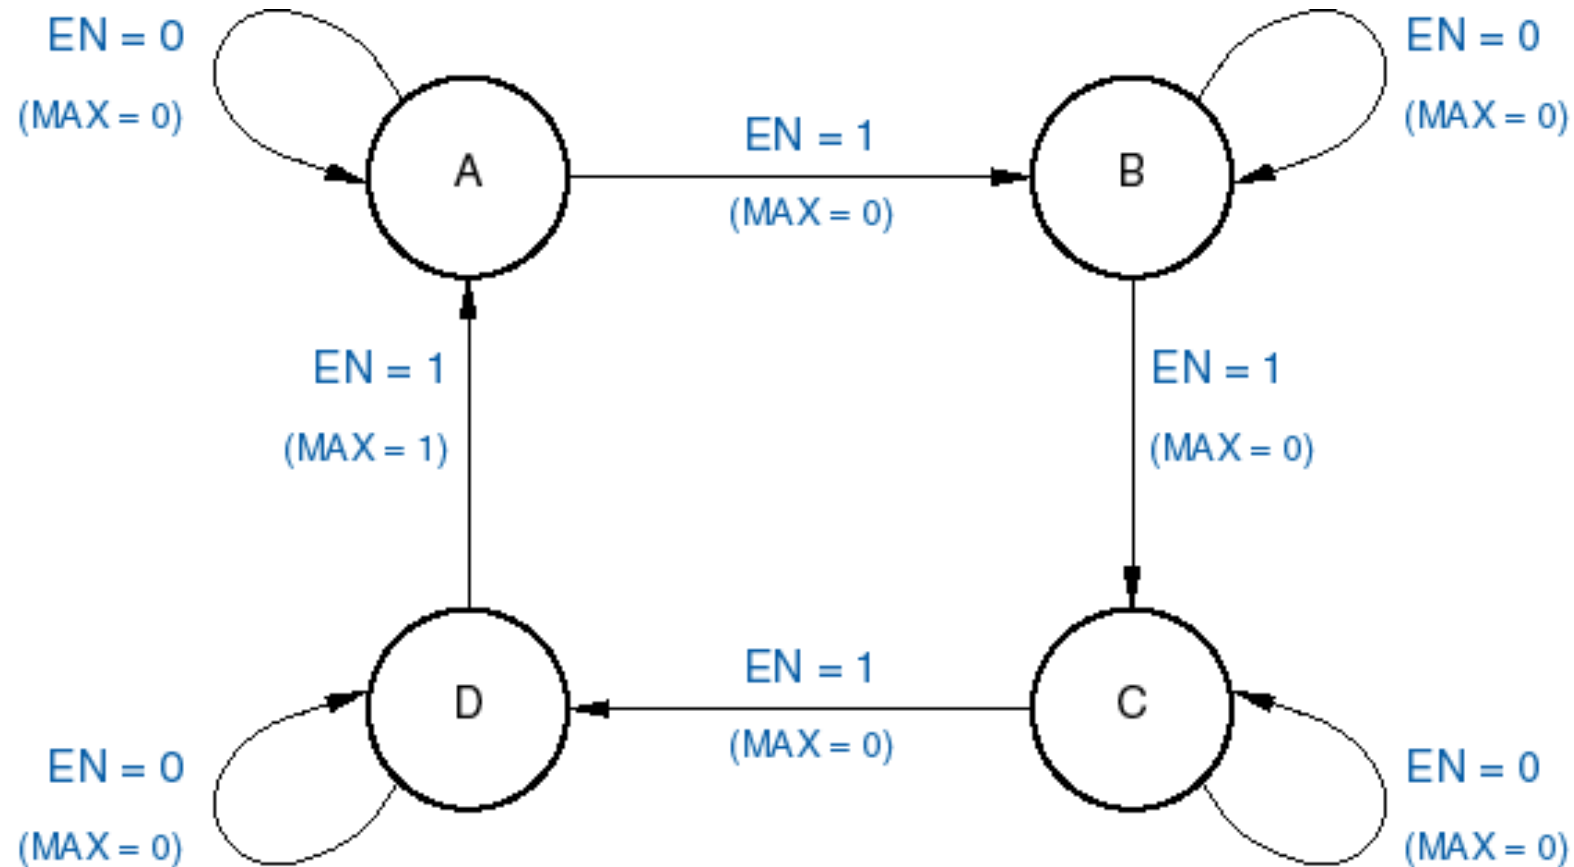 EN = 0
(MAX = 0)
A
EN = 1
(MAX = 0)
B
EN = 0
(MAX = 0)
EN = 1
(MAX = 1)
EN = 1
(MAX = 0)
EN = 0
(MAX = 0)
D
EN = 1
(MAX = 0)
C
EN = 0
(MAX = 0)